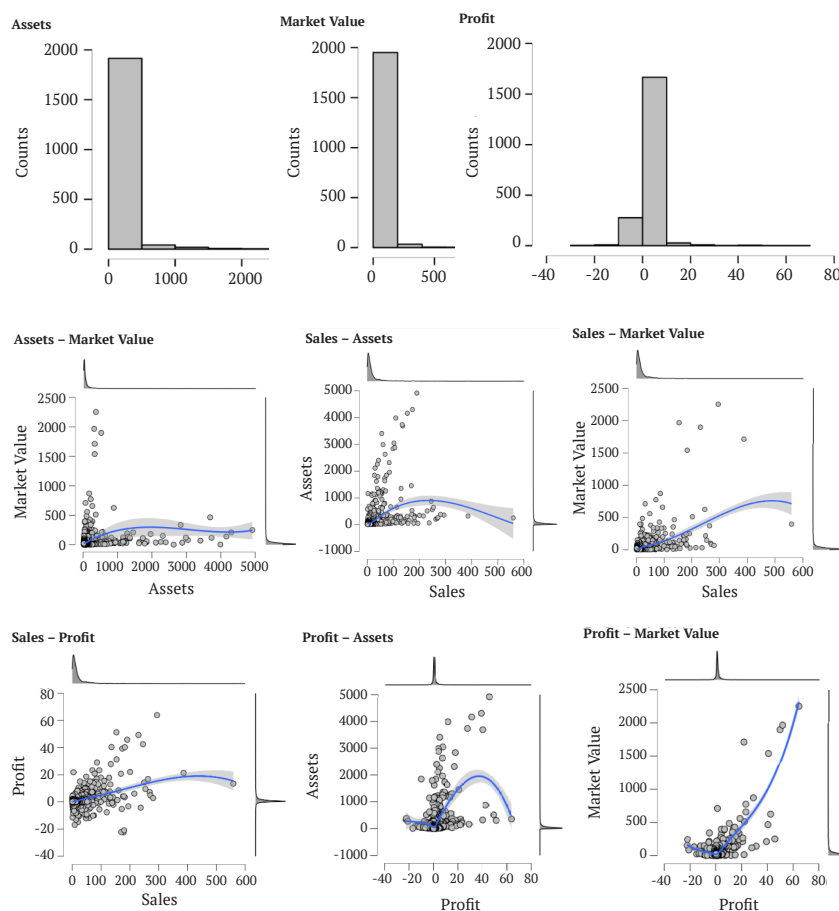 Assets
Market Value
Profit
2000
1500
1000
500
0
Counts
0 1000 2000
2000
1500
1000
500
0
Counts
0 500
2000
1500
1000
500
0
Counts
-40 -20 0 20 40 60 80
Assets – Market Value
Sales – Assets
Sales – Market Value
2500
2000
1500
1000
500
0
Market Value
0 1000 2000 3000 4000 5000
Assets
5000
4000
3000
2000
1000
0
-1000
Assets
0 100 200 300 400 500 600
Sales
2500
2000
1500
1000
500
0
Market Value
0 100 200 300 400 500 600
Sales
Sales – Profit
Profit – Assets
Profit – Market Value
80
60
40
20
0
-20
-40
Profit
0 100 200 300 400 500 600
Sales
5000
4000
3000
2000
1000
0
-1000
Assets
-40 -20 0 20 40 60 80
Profit
2500
2000
1500
1000
500
0
Market Value
-40 -20 0 20 40 60 80
Profit